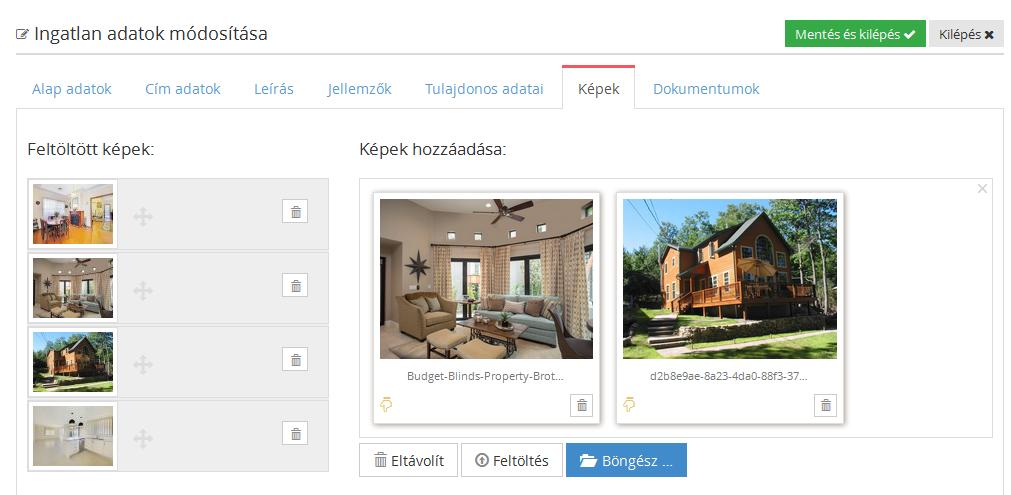 Ingatlan adatok módosítása
Mentés és kilépés
Kilépés
Alap adatok
Cím adatok
Leírás
Jellemzők
Tulajdonos adatai
Képek
Dokumentumok
Feltöltött képek:
Képek hozzáadása:
Budget-Blinds-Property-Brot...
d2b8e9ae-8a23-4da0-88f3-37...
Eltávolít
Feltöltés
Böngész ...